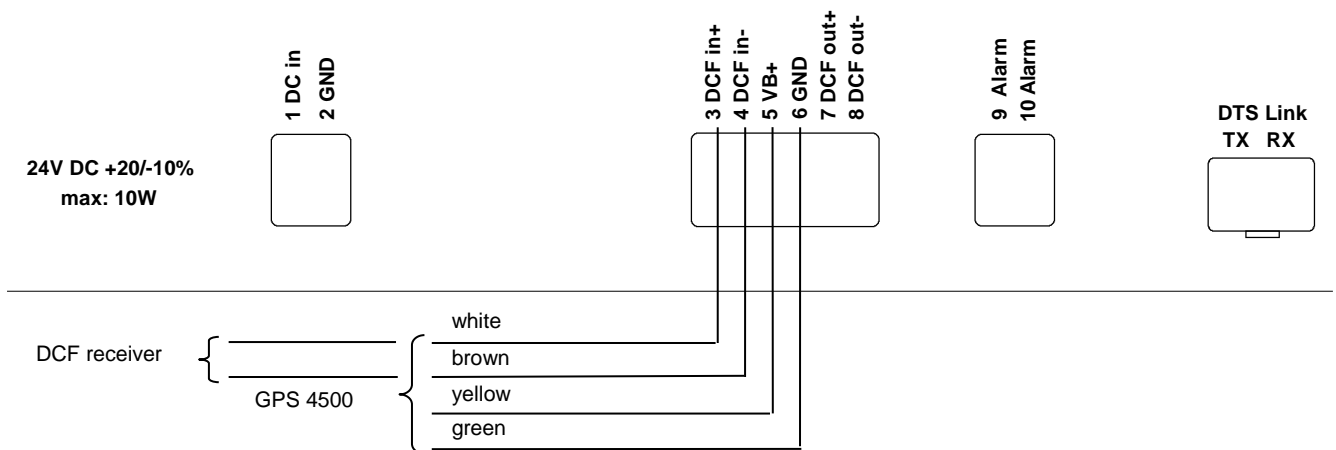 1 DC in
2 GND
3 DCF in+
4 DCF in-
5 VB+
6 GND
7 DCF out+
8 DCF out-
9 Alarm
10 Alarm
DTS Link
TX RX
24V DC +20/-10%
max: 10W
white
DCF receiver
brown
GPS 4500
yellow
green